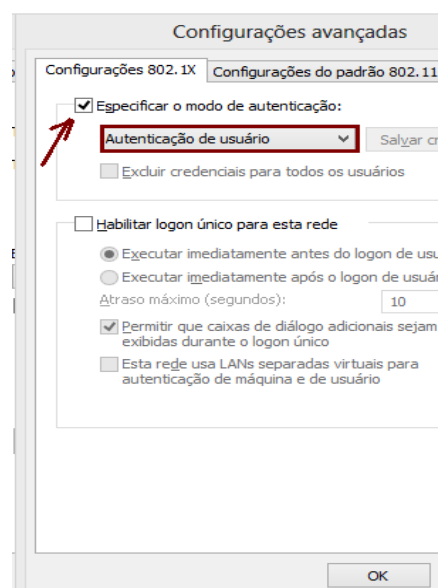 Configurações avançadas
Configurações 802.1X
Configurações do padrão 802.11
Especificar o modo de autenticação:
Autenticação de usuário
Salvar
Excluir credenciais para todos os usuários
Habilitar logon único para esta rede
Executar imediatamente antes do logon de
Executar imediatamente após o logon de
Atraso máximo (segundos):
10
Permitir que caixas de diálogo adicionais sejam
exibidas durante o logon único
Esta rede usa LANs separadas virtuais para
autenticação de máquina e de usuário
OK